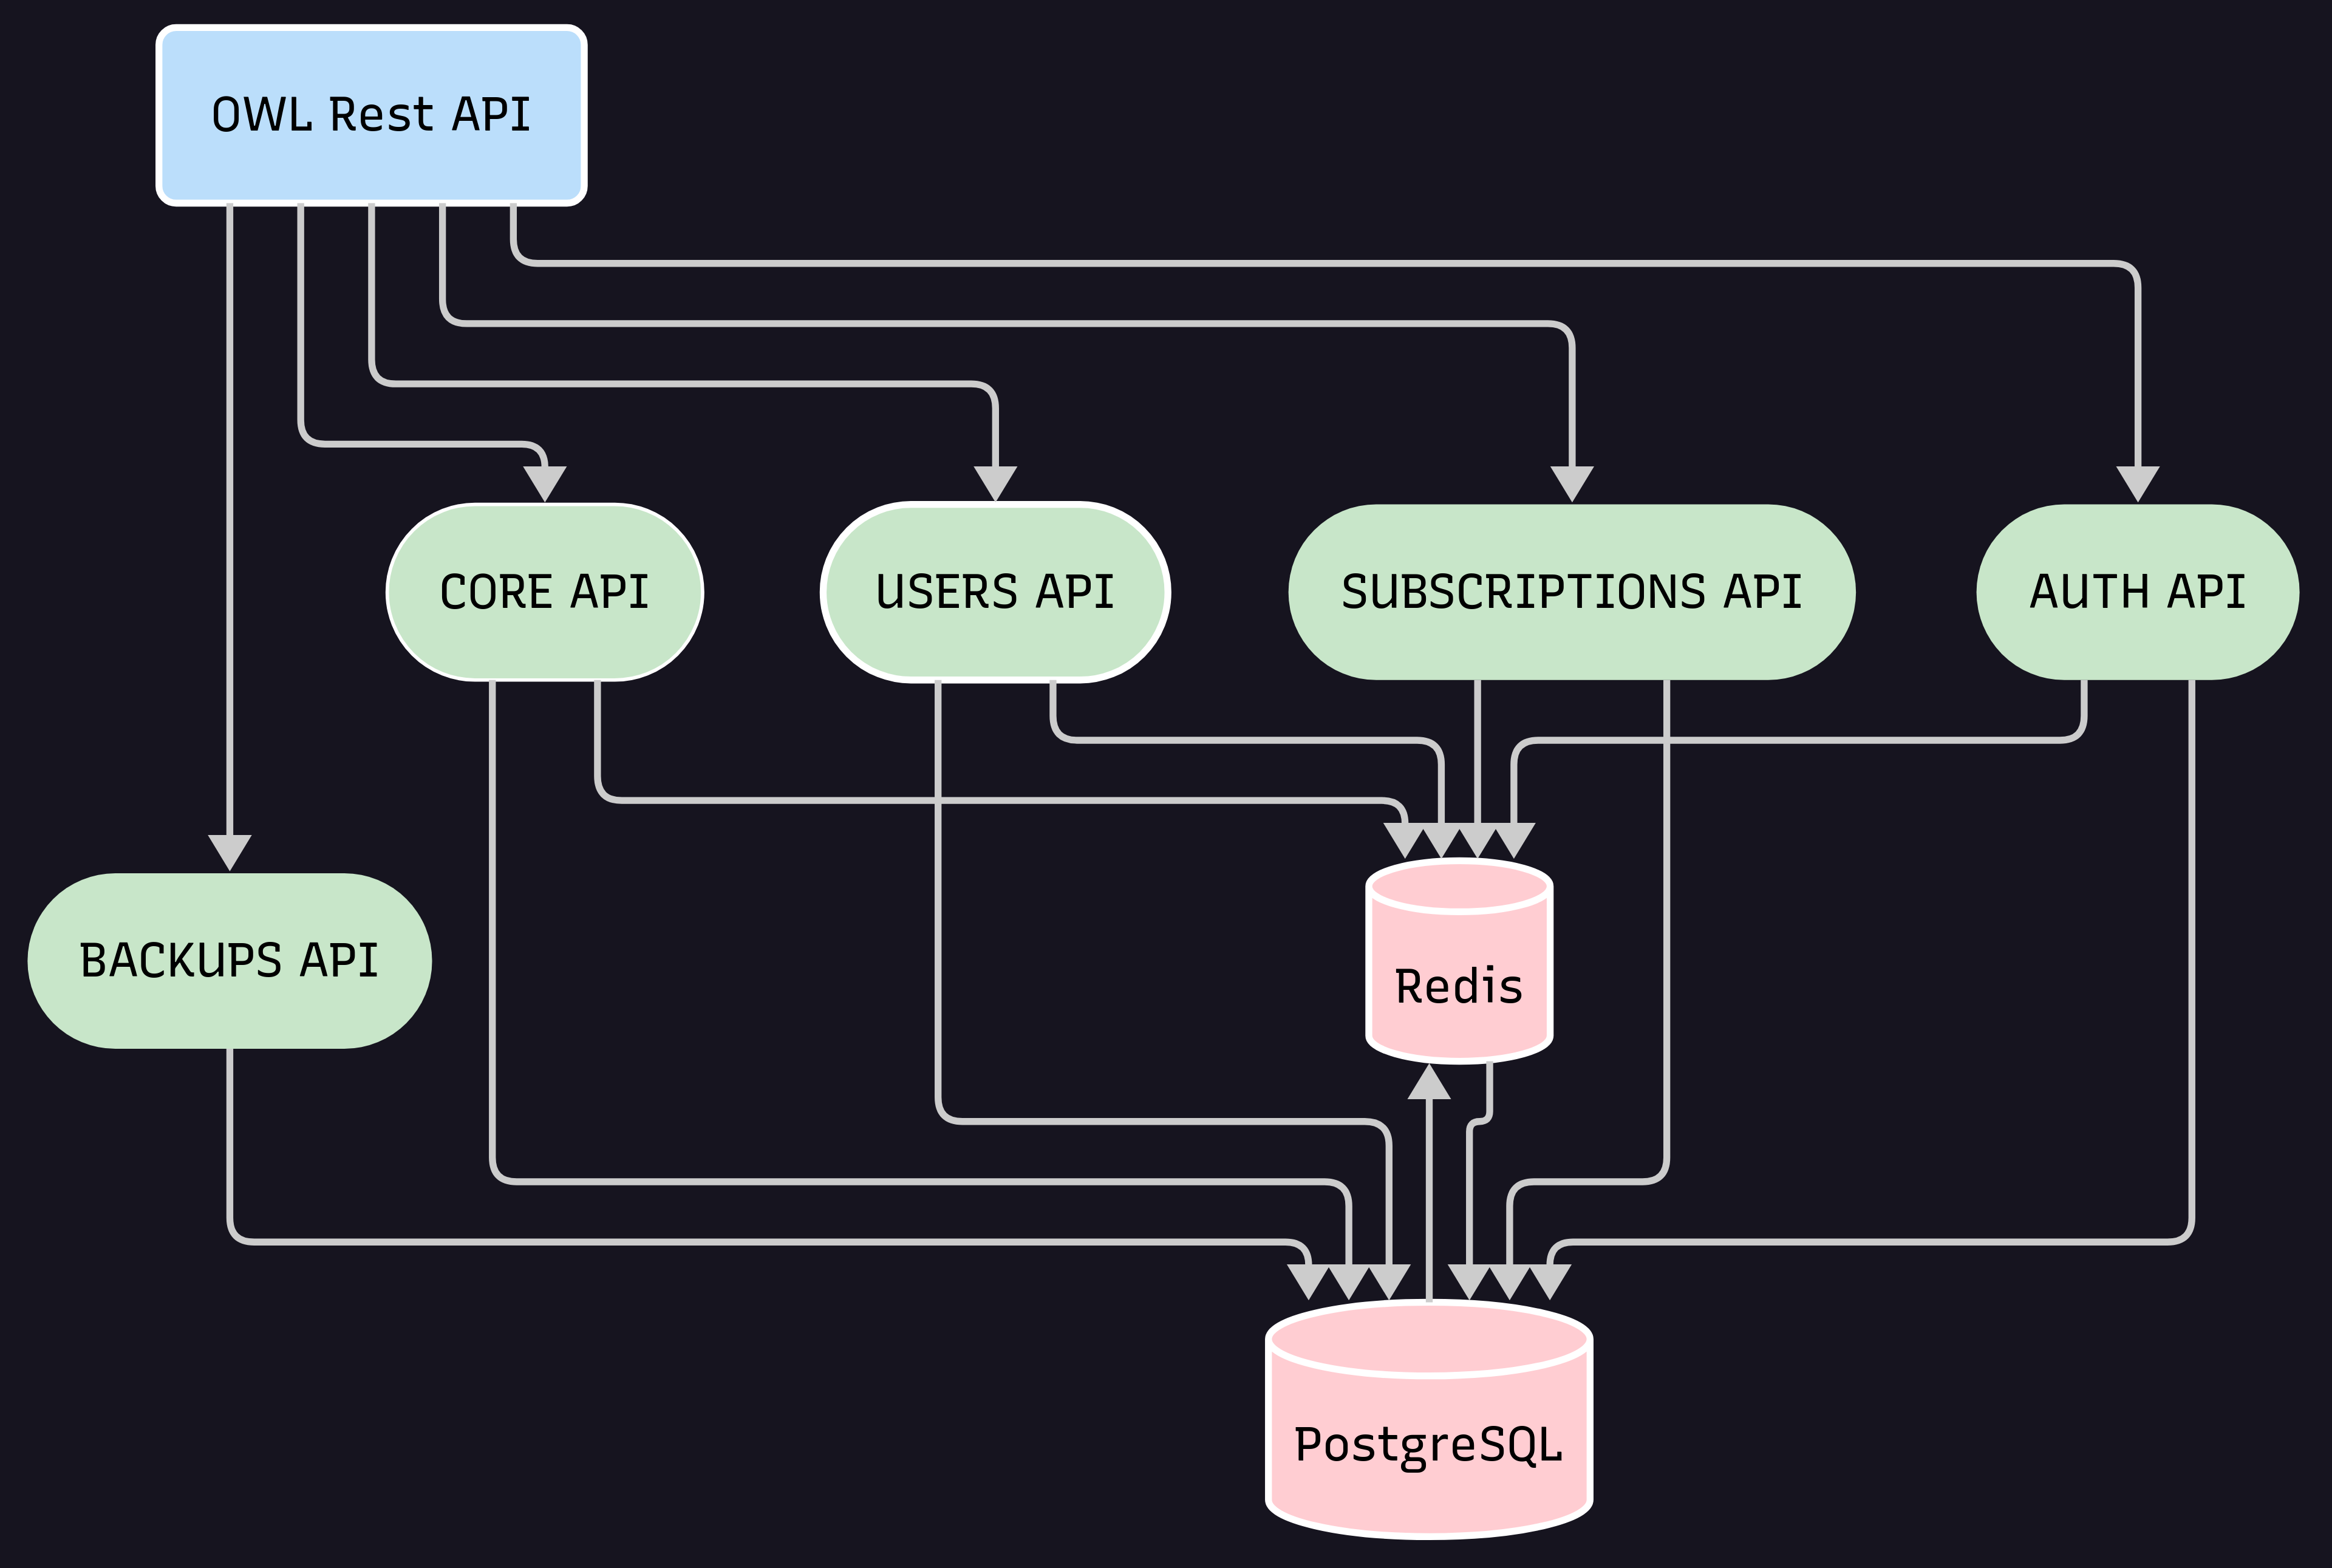 OWL Rest API
CORE API
USERS API
SUBSCRIPTIONS API
AUTH API
BACKUPS API
Redis
PostgreSQL